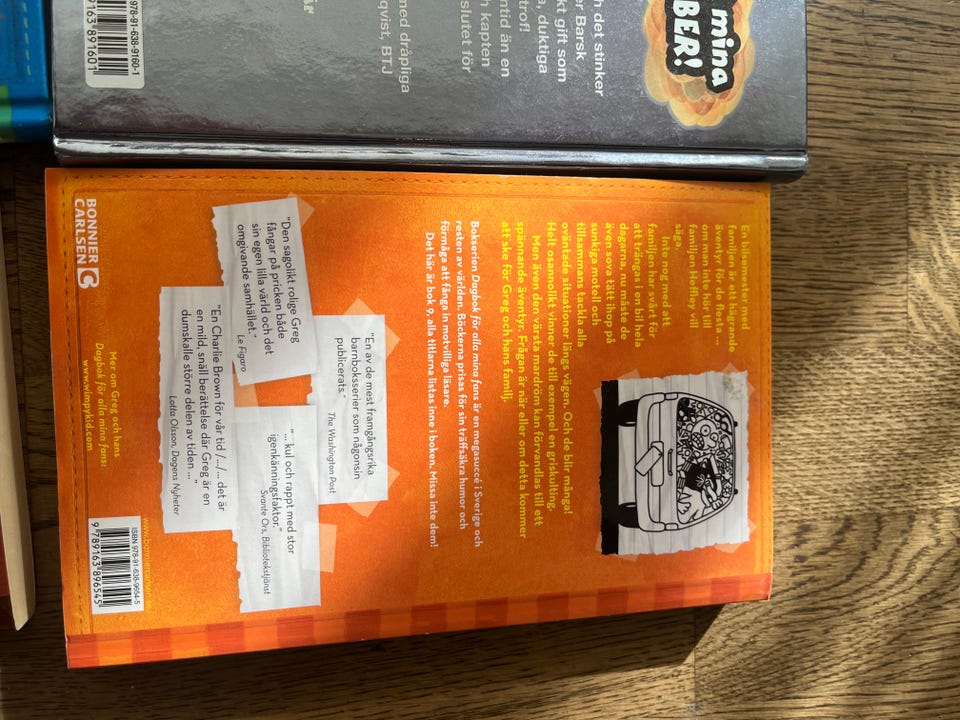 mina
BER!
h det stinker
er Barsk
kt gift som
trof!
a, duktiga
ntid än en
h kapten
slutet för
med dråpliga
qvist, BTJ
är
ISBN 978-91-638-9160-1
9163 891601
En bilsemester med
familjen är ett hägrande
äventyr för de flesta ...
om man inte hör till
familjen Heffley vill
säga.
Inte nog med att
familjen har svårt för
att trängas i en bil hela
dagarna, nu måste de
även sova tätt ihop på
sunkiga motell och
tillsammans tackla alla
oväntade situationer längs vägen. Och de blir många!
Helt osannolikt vinner de till exempel en griskulting.
Men även den värsta mardröm kan förvandlas till ett
spännande äventyr. Frågan är när eller om detta kommer
att ske för Greg och hans familj.
Bokserien Dagbok för alla mina fans är en megasuccé i Sverige och
resten av världen. Böckerna prisas för sin träffsäkra humor och
förmåga att fånga in motvilliga läsare.
Det här är bok 9, alla titlarna listas inne i boken. Missa inte dem!
"En av de mest framgångsrika
barnboksserier som någonsin
publicerats."
The Washington Post
"Den sagolikt rolige Greg
fångar på pricken både
sin egen lilla värld och det
omgivande samhället."
Le Figaro
"... kul och rappt med stor
igenkänningsfaktor."
Svante Örs, Bibliotekstjänst
"En Charlie Brown för vår tid /.../ ... det är
en mild, snäll berättelse där Greg är en
dumskalle större delen av tiden ..."
Lotta Olsson, Dagens Nyheter
Mer om Greg och hans
Dagbok för alla mina fans:
www.wimpykid.com
BONNIER
CARLSEN
www.bonniercarlsen
ISBN 978-91-638-9654-5
9 789163 896545